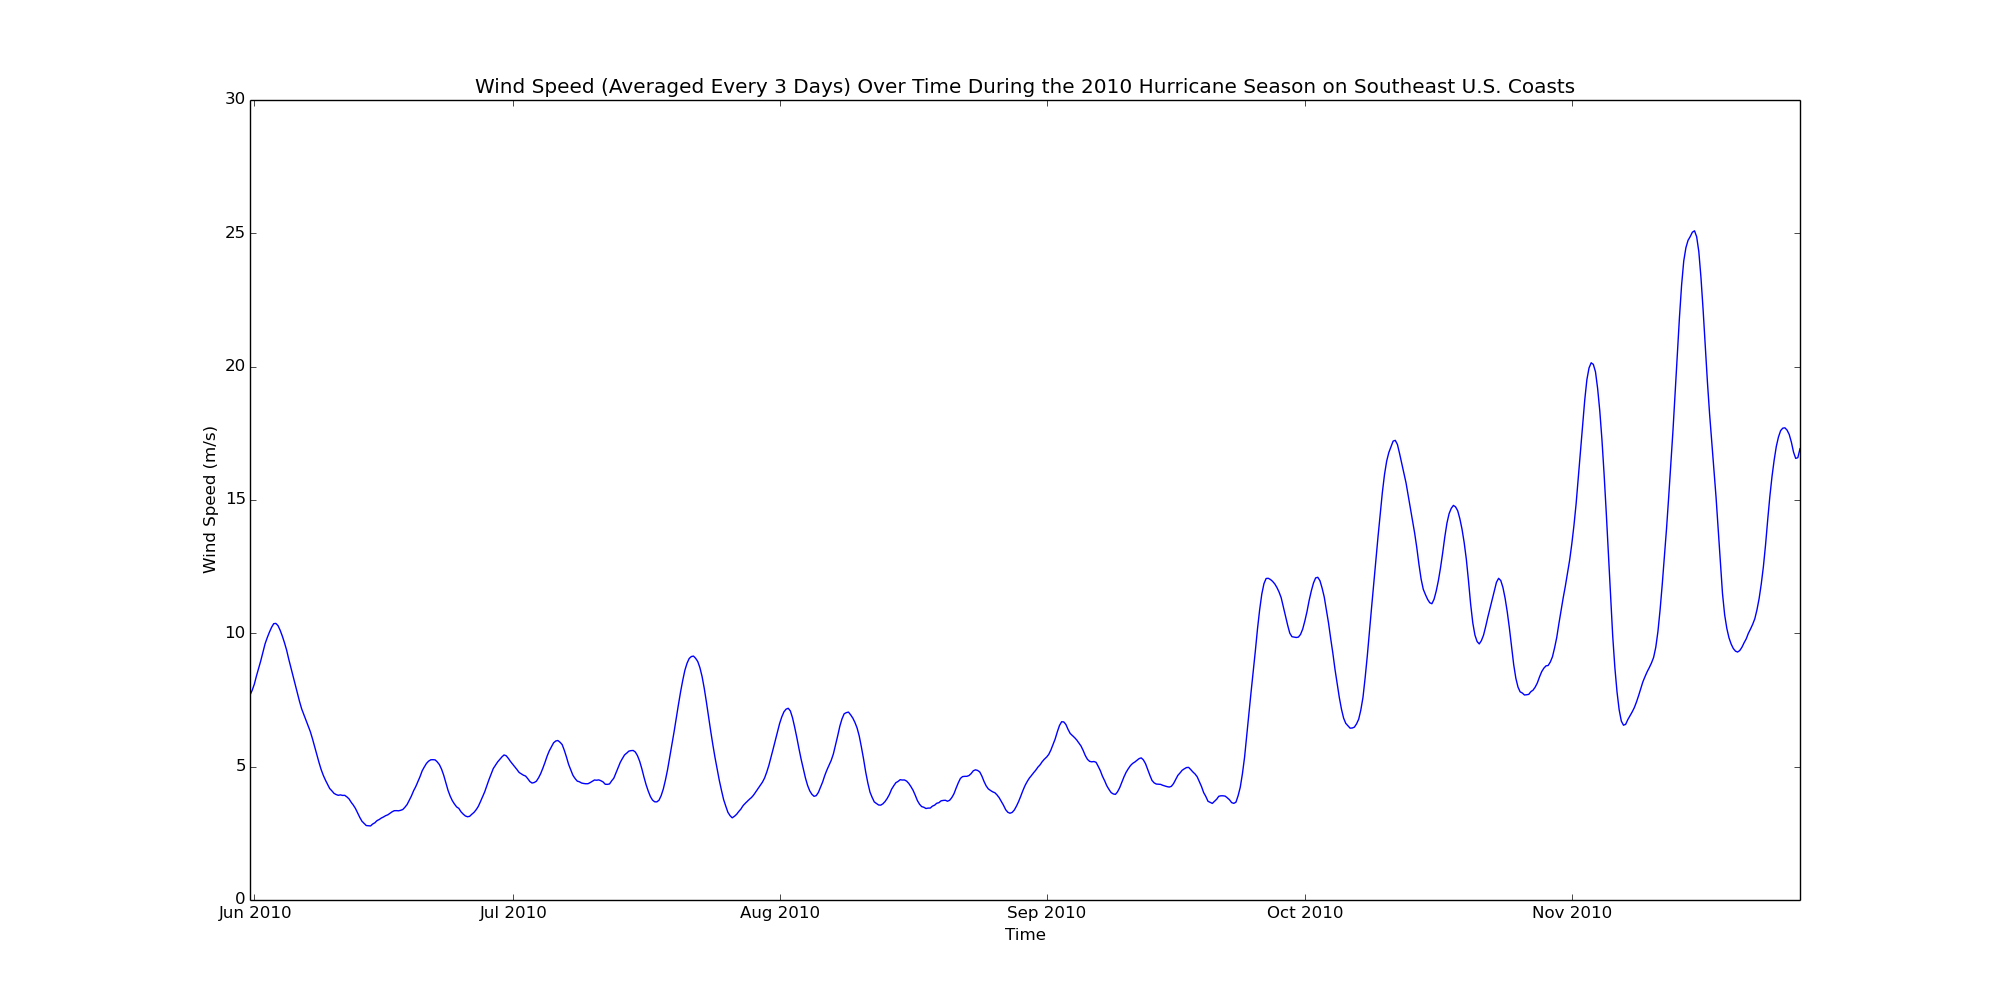 Wind Speed (Averaged Every 3 Days) Over Time During the 2010 Hurricane Season on Southeast U.S. Coasts
30
25
20
15
10
5
0
Wind Speed (m/s)
Jun 2010 Jul 2010 Aug 2010 Sep 2010 Oct 2010 Nov 2010
Time